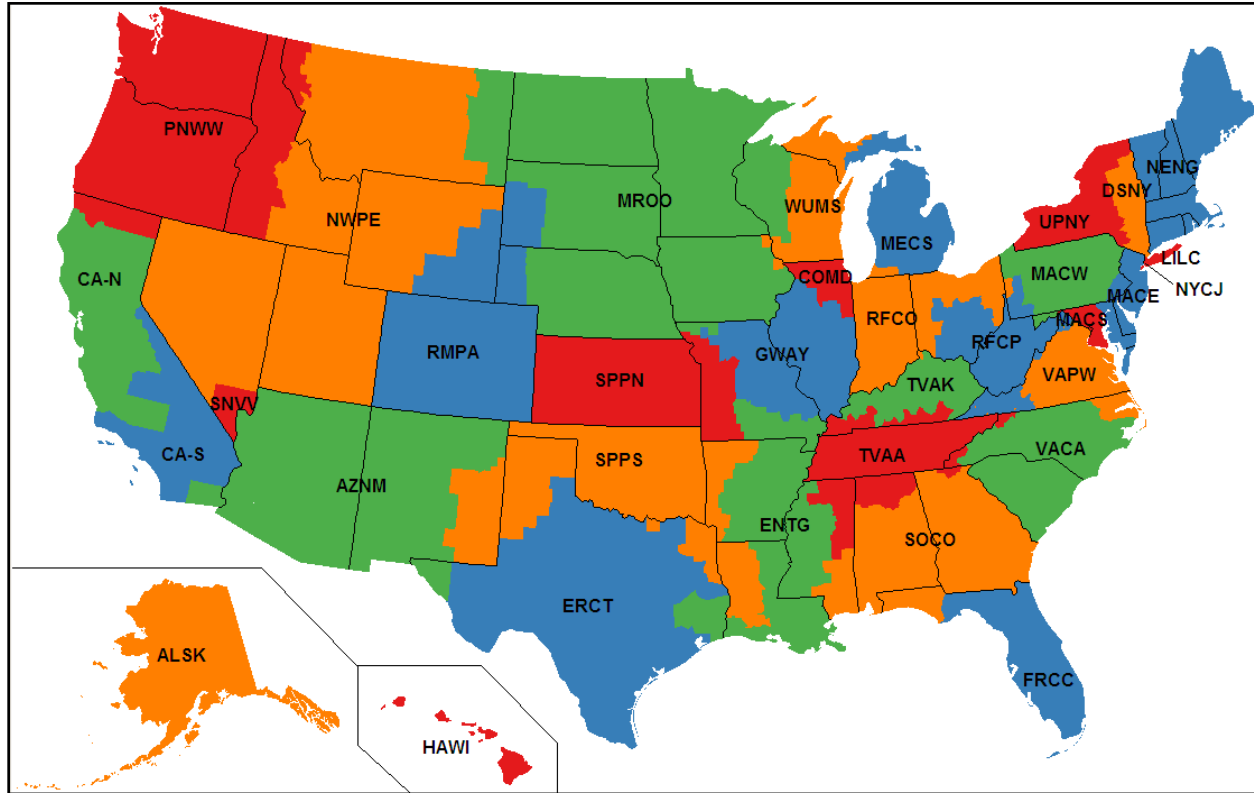 PNWW
NENG
DSNY
MROO
WUMS
NWPE
UPNY
MECS
LILC
CA-N
COMD
MACW
NYCJ
MACE
RFCO
MACS
RFCP
RMPA
GWAY
SPPN
TVAK
VAPW
SNVV
CA-S
SPPS
TVAA
VACA
AZNM
ENTG
SOCO
ERCT
ALSK
FRCC
HAWI